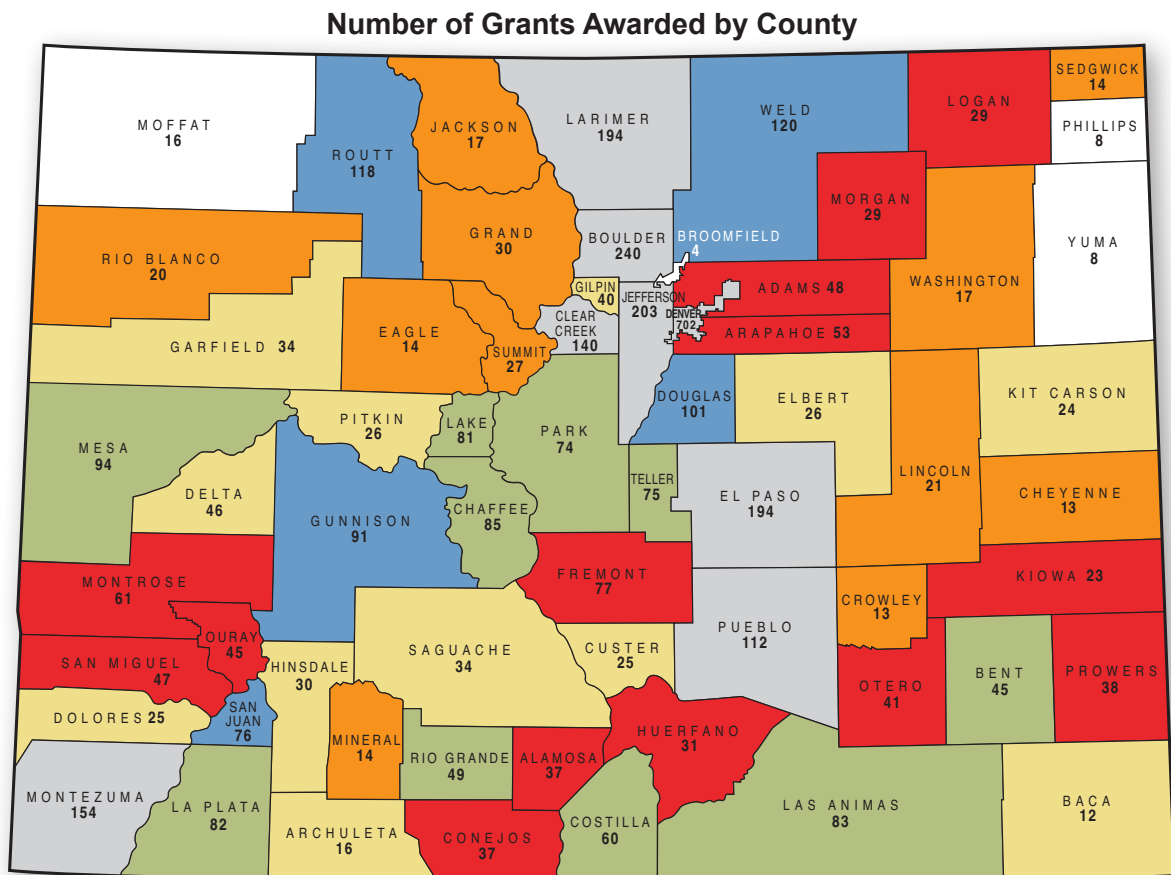 Number of Grants Awarded by County
MOFFAT
16
ROUTT
118
JACKSON
17
LARIMER
194
WELD
120
LOGAN
29
SEDGWICK
14
PHILLIPS
8
MORGAN
29
YUMA
8
RIO BLANCO
20
GRAND
30
BOULDER
240
BROOMFIELD
4
WASHINGTON
17
GILPIN
40
JEFFERSON
203
ADAMS 48
CLEAR
CREEK
140
DENVER
702
ARAPAHOE 53
GARFIELD 34
EAGLE
14
SUMMIT
27
DOUGLAS
101
ELBERT
26
KIT CARSON
24
MESA
94
PITKIN
26
LAKE
81
PARK
74
LINCOLN
21
DELTA
46
GUNNISON
91
CHAFFEE
85
TELLER
75
EL PASO
194
CHEYENNE
13
MONTROSE
61
FREMONT
77
KIOWA 23
CROWLEY
13
PUEBLO
112
OURAY
45
SAN MIGUEL
47
HINSDALE
30
SAGUACHE
34
CUSTER
25
OTERO
41
BENT
45
PROWERS
38
DOLORES 25
SAN
JUAN
76
MINERAL
14
RIO GRANDE
49
ALAMOSA
37
HUERFANO
31
MONTEZUMA
154
LA PLATA
82
ARCHULETA
16
CONEJOS
37
COSTILLA
60
LAS ANIMAS
83
BACA
12